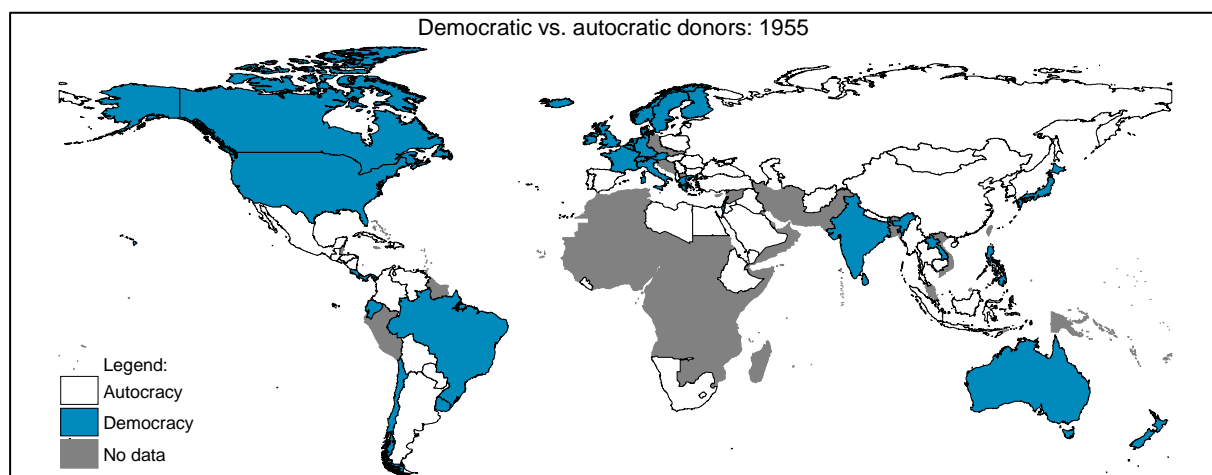 Democratic vs. autocratic donors: 1955
Legend:
Autocracy
Democracy
No data